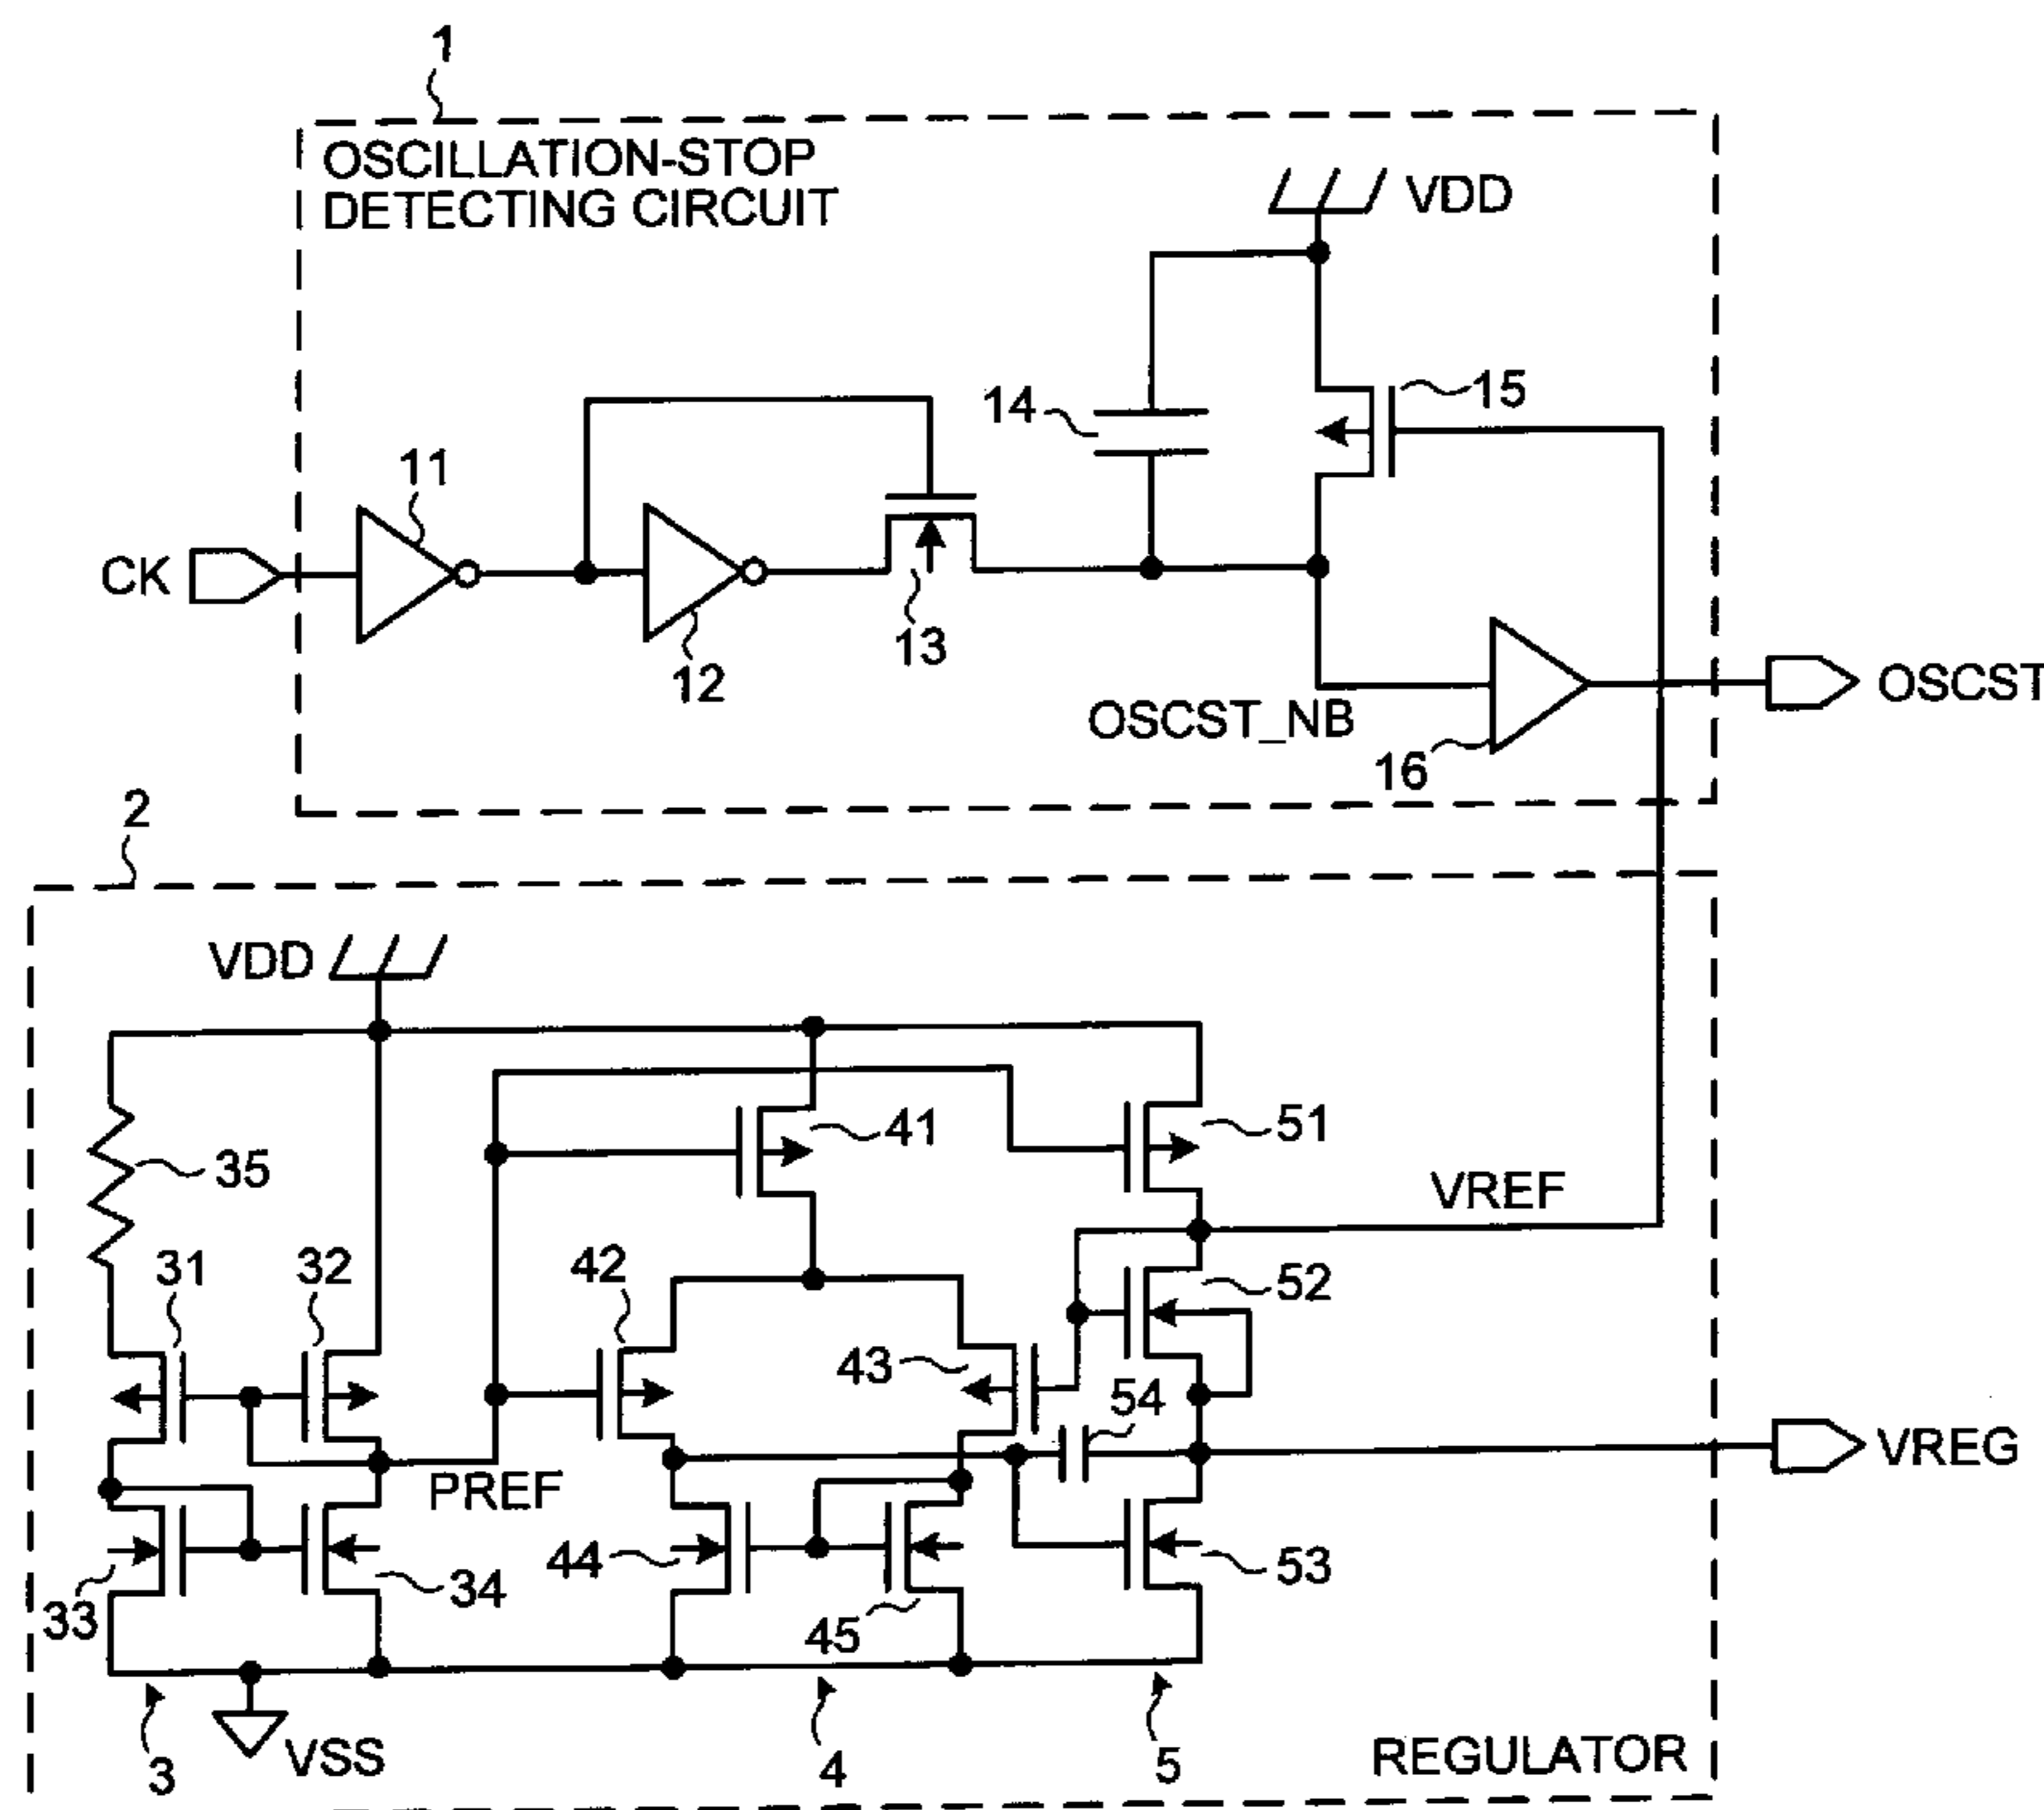 1
OSCILLATION-STOP
DETECTING CIRCUIT
VDD
14
15
11
CK
12
13
OSCST_NB
16
OSCST
2
VDD
35
41
51
VREF
31
32
42
52
43
54
VREG
PREF
33
34
44
45
53
3
VSS
4
5
REGULATOR